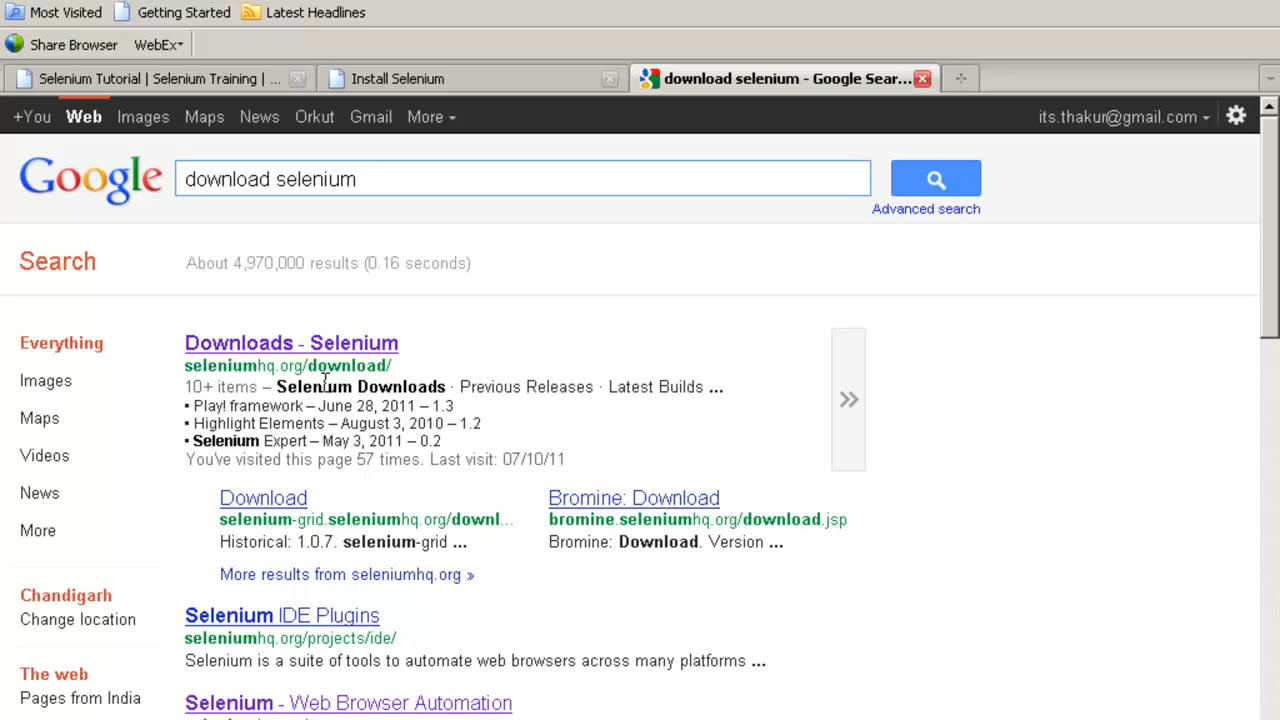 Most Visited Getting Started Latest Headlines
Share Browser WebEx
Selenium Tutorial | Selenium Training | ... Install Selenium download selenium - Google Sear...
+You Web Images Maps News Orkut Gmail More its.thakur@gmail.com
Google download selenium
Advanced search
Search About 4,970,000 results (0.16 seconds)
Everything
Images
Maps
Videos
News
More
Chandigarh
Change location
The web
Pages from India
Downloads - Selenium
seleniumhq.org/download/
10+ items – Selenium Downloads · Previous Releases · Latest Builds ...
▪ Play! framework – June 28, 2011 – 1.3
▪ Highlight Elements – August 3, 2010 – 1.2
▪ Selenium Expert – May 3, 2011 – 0.2
You've visited this page 57 times. Last visit: 07/10/11
Download
selenium-grid.seleniumhq.org/downl...
Historical: 1.0.7. selenium-grid ...
Bromine: Download
bromine.seleniumhq.org/download.jsp
Bromine: Download. Version ...
More results from seleniumhq.org »
Selenium IDE Plugins
seleniumhq.org/projects/ide/
Selenium is a suite of tools to automate web browsers across many platforms ...
Selenium - Web Browser Automation